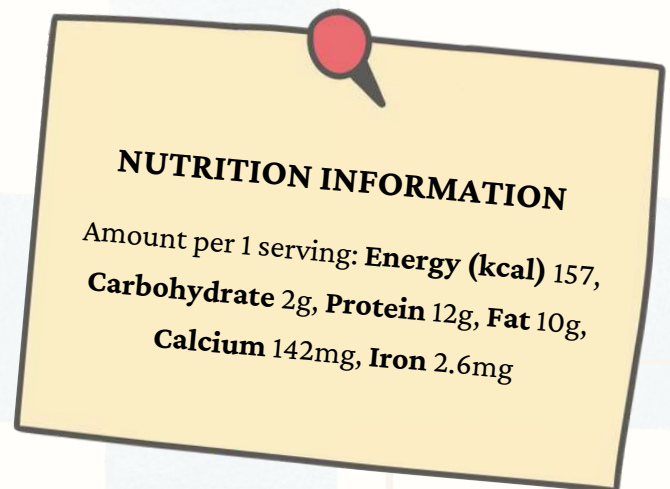 NUTRITION INFORMATION
Amount per 1 serving: Energy (kcal) 157,
Carbohydrate 2g, Protein 12g, Fat 10g,
Calcium 142mg, Iron 2.6mg